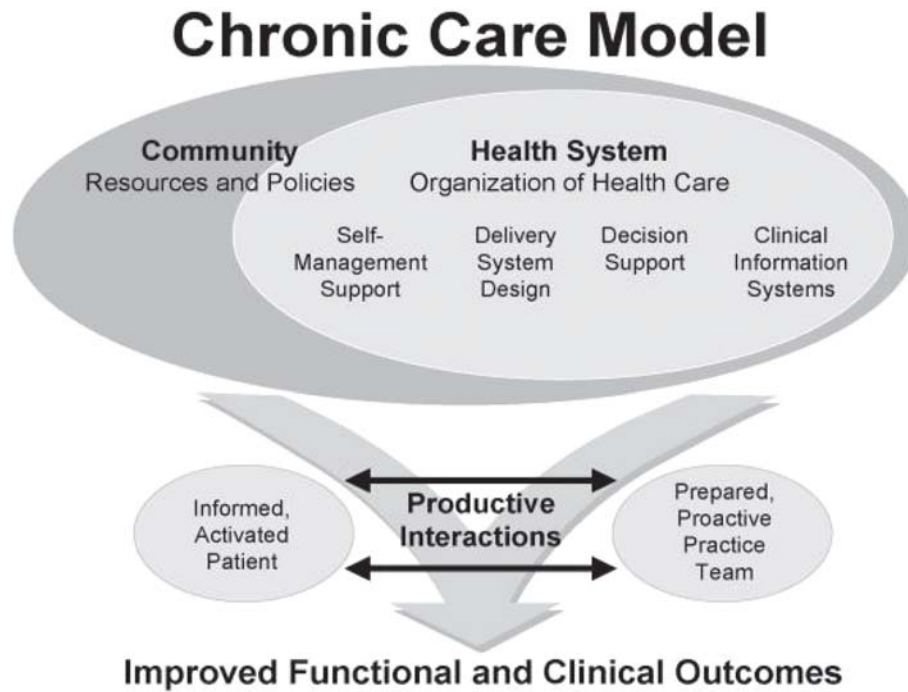 Chronic Care Model
Community
Resources and Policies
Health System
Organization of Health Care
Self-
Management
Support
Delivery
System
Design
Decision
Support
Clinical
Information
Systems
Informed,
Activated
Patient
Productive
Interactions
Prepared,
Proactive
Practice
Team
Improved Functional and Clinical Outcomes